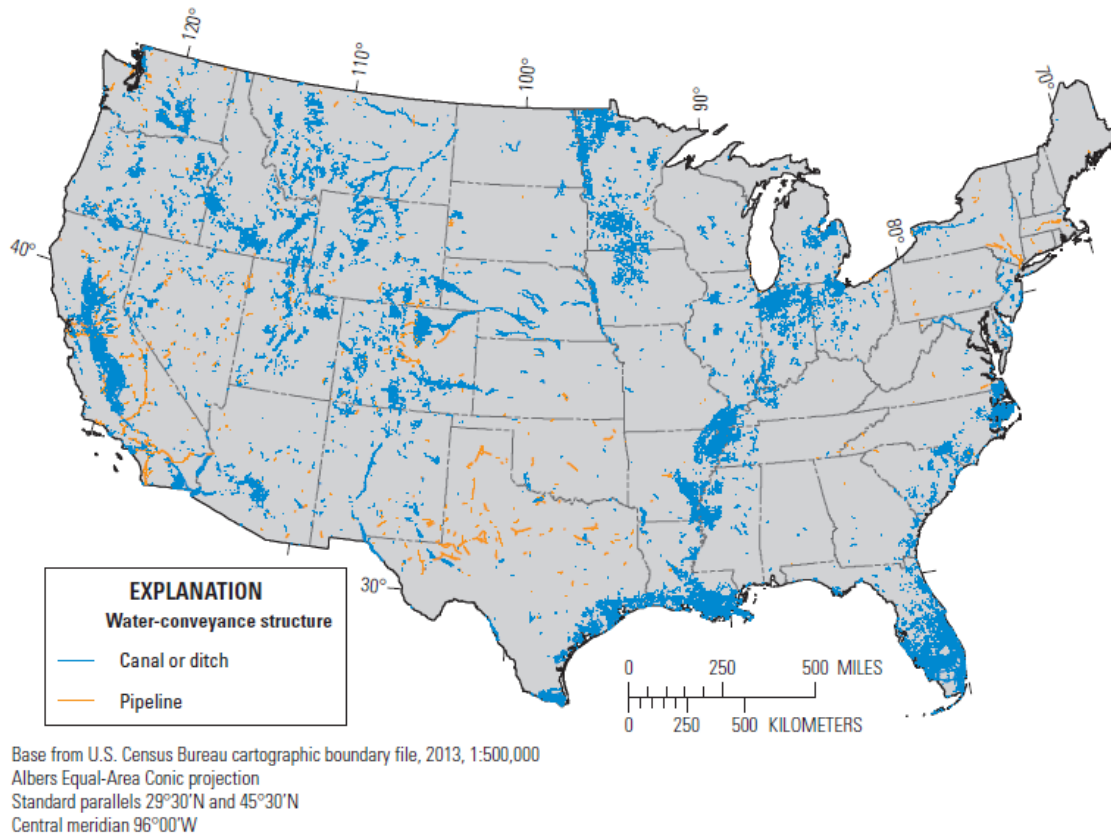 120°
110°
100°
90°
70°
80°
40°
30°
EXPLANATION
Water-conveyance structure
Canal or ditch
Pipeline
0 250 500 MILES
0 250 500 KILOMETERS
Base from U.S. Census Bureau cartographic boundary file, 2013, 1:500,000
Albers Equal-Area Conic projection
Standard parallels 29°30'N and 45°30'N
Central meridian 96°00'W